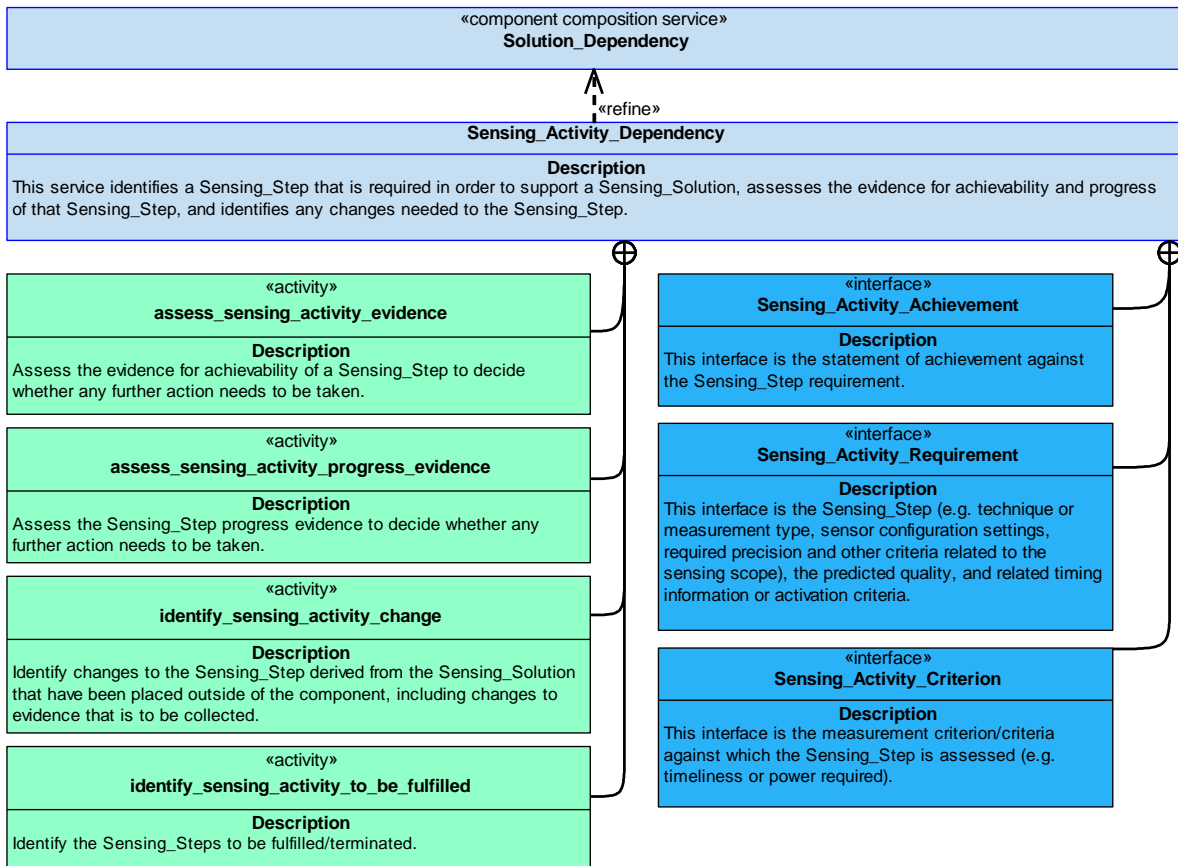 «component composition service»
Solution_Dependency
«refine»
Sensing_Activity_Dependency
Description
This service identifies a Sensing_Step that is required in order to support a Sensing_Solution, assesses the evidence for achievability and progress
of that Sensing_Step, and identifies any changes needed to the Sensing_Step.
«activity»
assess_sensing_activity_evidence
Description
Assess the evidence for achievability of a Sensing_Step to decide
whether any further action needs to be taken.
«activity»
assess_sensing_activity_progress_evidence
Description
Assess the Sensing_Step progress evidence to decide whether any
further action needs to be taken.
«activity»
identify_sensing_activity_change
Description
Identify changes to the Sensing_Step derived from the Sensing_Solution
that have been placed outside of the component, including changes to
evidence that is to be collected.
«activity»
identify_sensing_activity_to_be_fulfilled
Description
Identify the Sensing_Steps to be fulfilled/terminated.
«interface»
Sensing_Activity_Achievement
Description
This interface is the statement of achievement against
the Sensing_Step requirement.
«interface»
Sensing_Activity_Requirement
Description
This interface is the Sensing_Step (e.g. technique or
measurement type, sensor configuration settings,
required precision and other criteria related to the
sensing scope), the predicted quality, and related timing
information or activation criteria.
«interface»
Sensing_Activity_Criterion
Description
This interface is the measurement criterion/criteria
against which the Sensing_Step is assessed (e.g.
timeliness or power required).